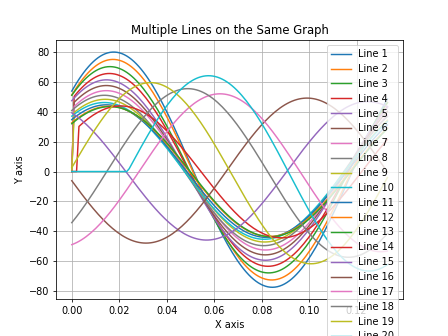 Multiple Lines on the Same Graph
Y axis
80
60
40
20
0
−20
−40
−60
−80
0.00
0.02
0.04
0.06
0.08
0.10
X axis
Line 1
Line 2
Line 3
Line 4
Line 5
Line 6
Line 7
Line 8
Line 9
Line 10
Line 11
Line 12
Line 13
Line 14
Line 15
Line 16
Line 17
Line 18
Line 19
Line 20